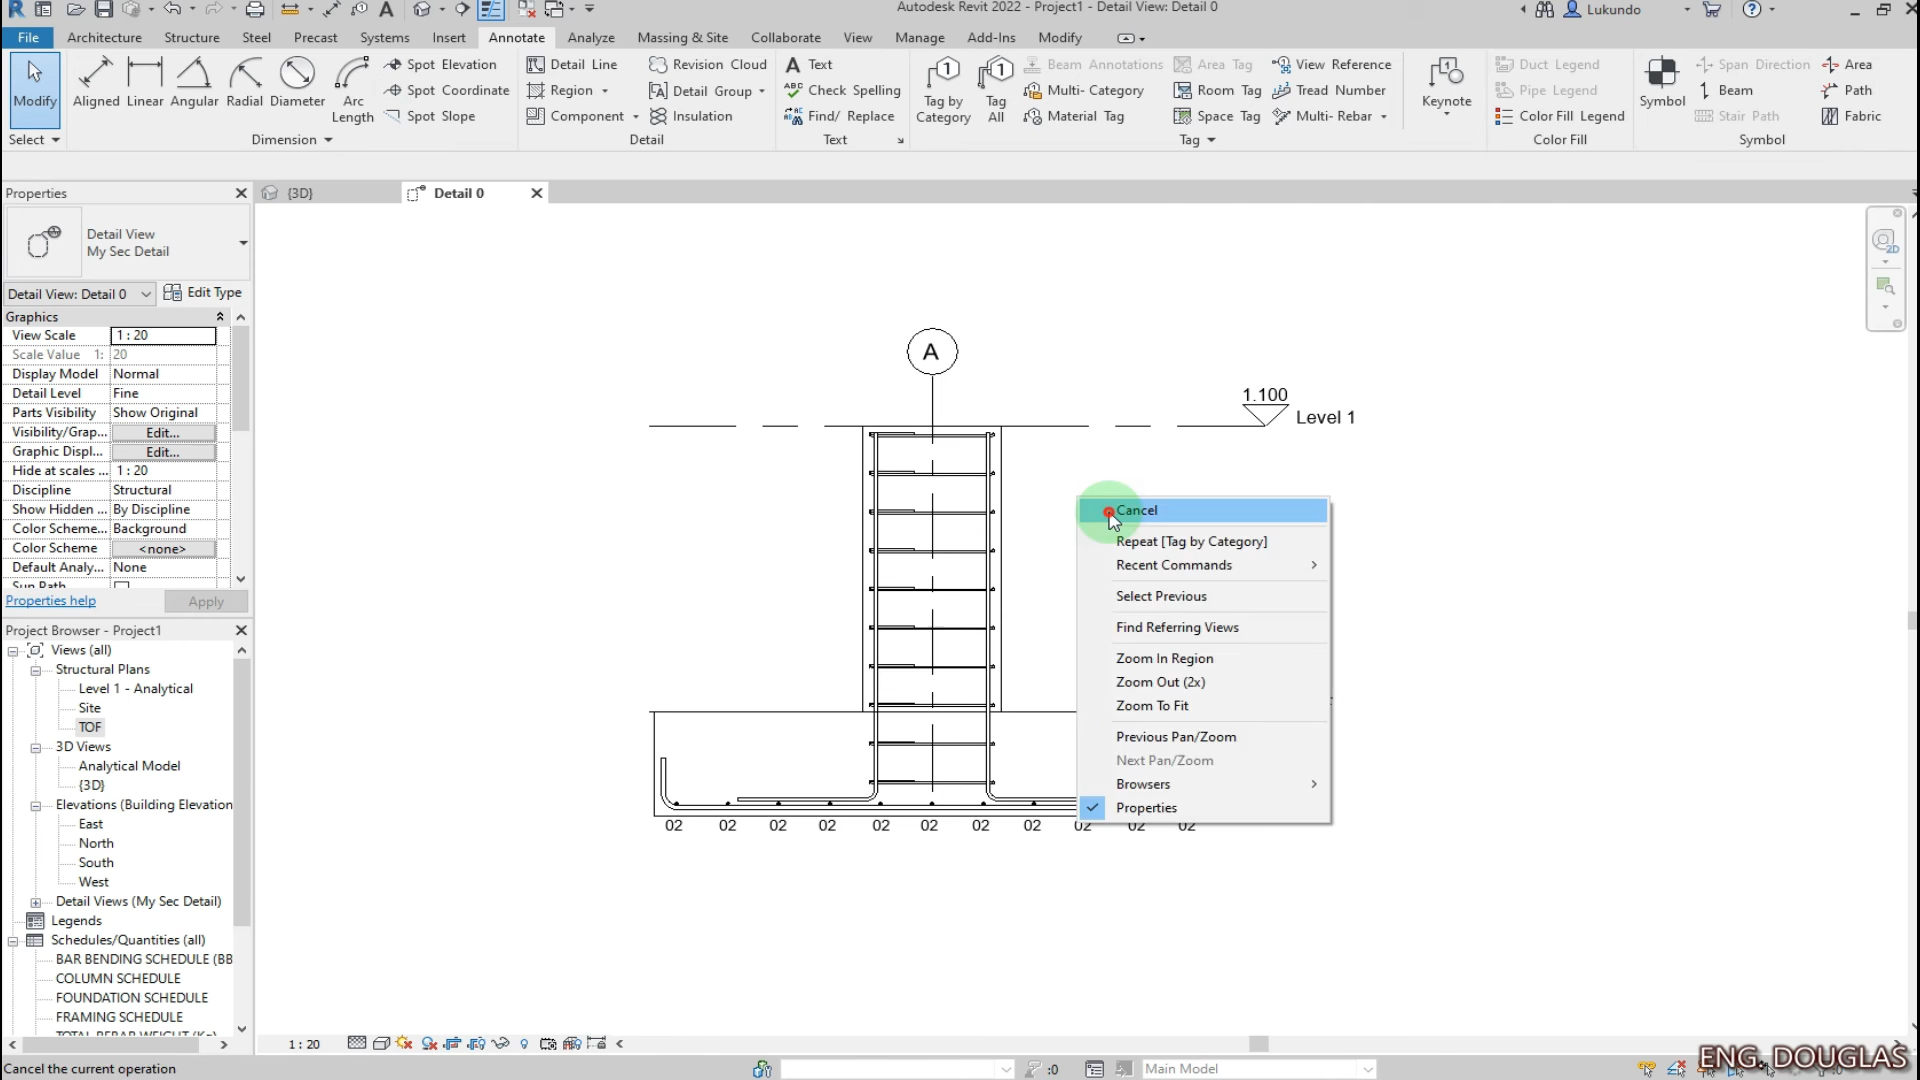 Autodesk Revit 2022 - Project1 - Detail View: Detail 0
Lukundo
File Architecture Structure Steel Precast Systems Insert Annotate Analyze Massing & Site Collaborate View Manage Add-Ins Modify
Modify
Aligned Linear Angular Radial Diameter Arc Length
Spot Elevation
Spot Coordinate
Spot Slope
Detail Line
Region
Component
Revision Cloud
Detail Group
Insulation
Text
Check Spelling
Find/ Replace
Tag by Category
Tag All
Beam Annotations
Multi- Category
Material Tag
Area Tag
Room Tag
Space Tag
View Reference
Tread Number
Multi- Rebar
Keynote
Duct Legend
Pipe Legend
Color Fill Legend
Symbol
Span Direction
Beam
Stair Path
Area
Path
Fabric
Select Dimension Detail Text Tag Color Fill Symbol
Properties
{3D}
Detail 0
Detail View
My Sec Detail
Detail View: Detail 0
Edit Type
Graphics
View Scale 1 : 20
Scale Value 1: 20
Display Model Normal
Detail Level Fine
Parts Visibility Show Original
Visibility/Grap... Edit...
Graphic Displ... Edit...
Hide at scales ... 1 : 20
Discipline Structural
Show Hidden ... By Discipline
Color Scheme... Background
Color Scheme <none>
Default Analy... None
Sun Path
Properties help
Apply
Project Browser - Project1
Views (all)
Structural Plans
Level 1 - Analytical
Site
TOF
3D Views
Analytical Model
{3D}
Elevations (Building Elevation
East
North
South
West
Detail Views (My Sec Detail)
Legends
Schedules/Quantities (all)
BAR BENDING SCHEDULE (BB
COLUMN SCHEDULE
FOUNDATION SCHEDULE
FRAMING SCHEDULE
TOTAL REBAR WEIGHT (Kg)
A
1.100
Level 1
Cancel
Repeat [Tag by Category]
Recent Commands
Select Previous
Find Referring Views
Zoom In Region
Zoom Out (2x)
Zoom To Fit
Previous Pan/Zoom
Next Pan/Zoom
Browsers
Properties
02 02 02 02 02 02 02 02 02 02 02
1 : 20
Cancel the current operation
:0
Main Model
ENG. DOUGLAS